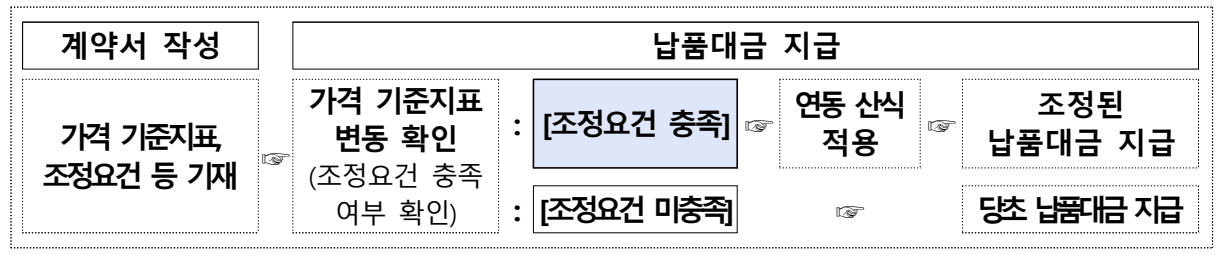 계약서 작성
납품대금 지급
가격 기준지표,
조정요건 등 기재
☞
가격 기준지표
변동 확인
(조정요건 충족
여부 확인)
: [조정요건 충족] ☞
연동 산식
적용
☞
조정된
납품대금 지급
: [조정요건 미충족] ☞ 당초 납품대금 지급